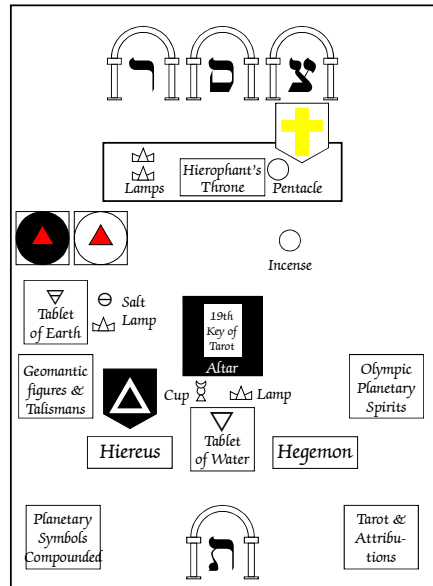 צ ס ר
Lamps
Hierophant's
Throne
Pentacle
Incense
Tablet
of Earth
Salt
Lamp
19th
Key of
Tarot
Altar
Geomantic
figures &
Talismans
Cup
Lamp
Olympic
Planetary
Spirits
Hiereus
Tablet
of Water
Hegemon
Planetary
Symbols
Compounded
ת
Tarot &
Attribu-
tions